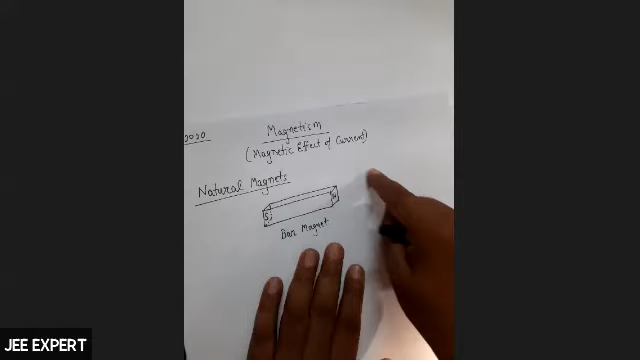 2020
Magnetism
(Magnetic Effect of Current)
Natural Magnets
S
N
Bar Magnet
JEE EXPERT